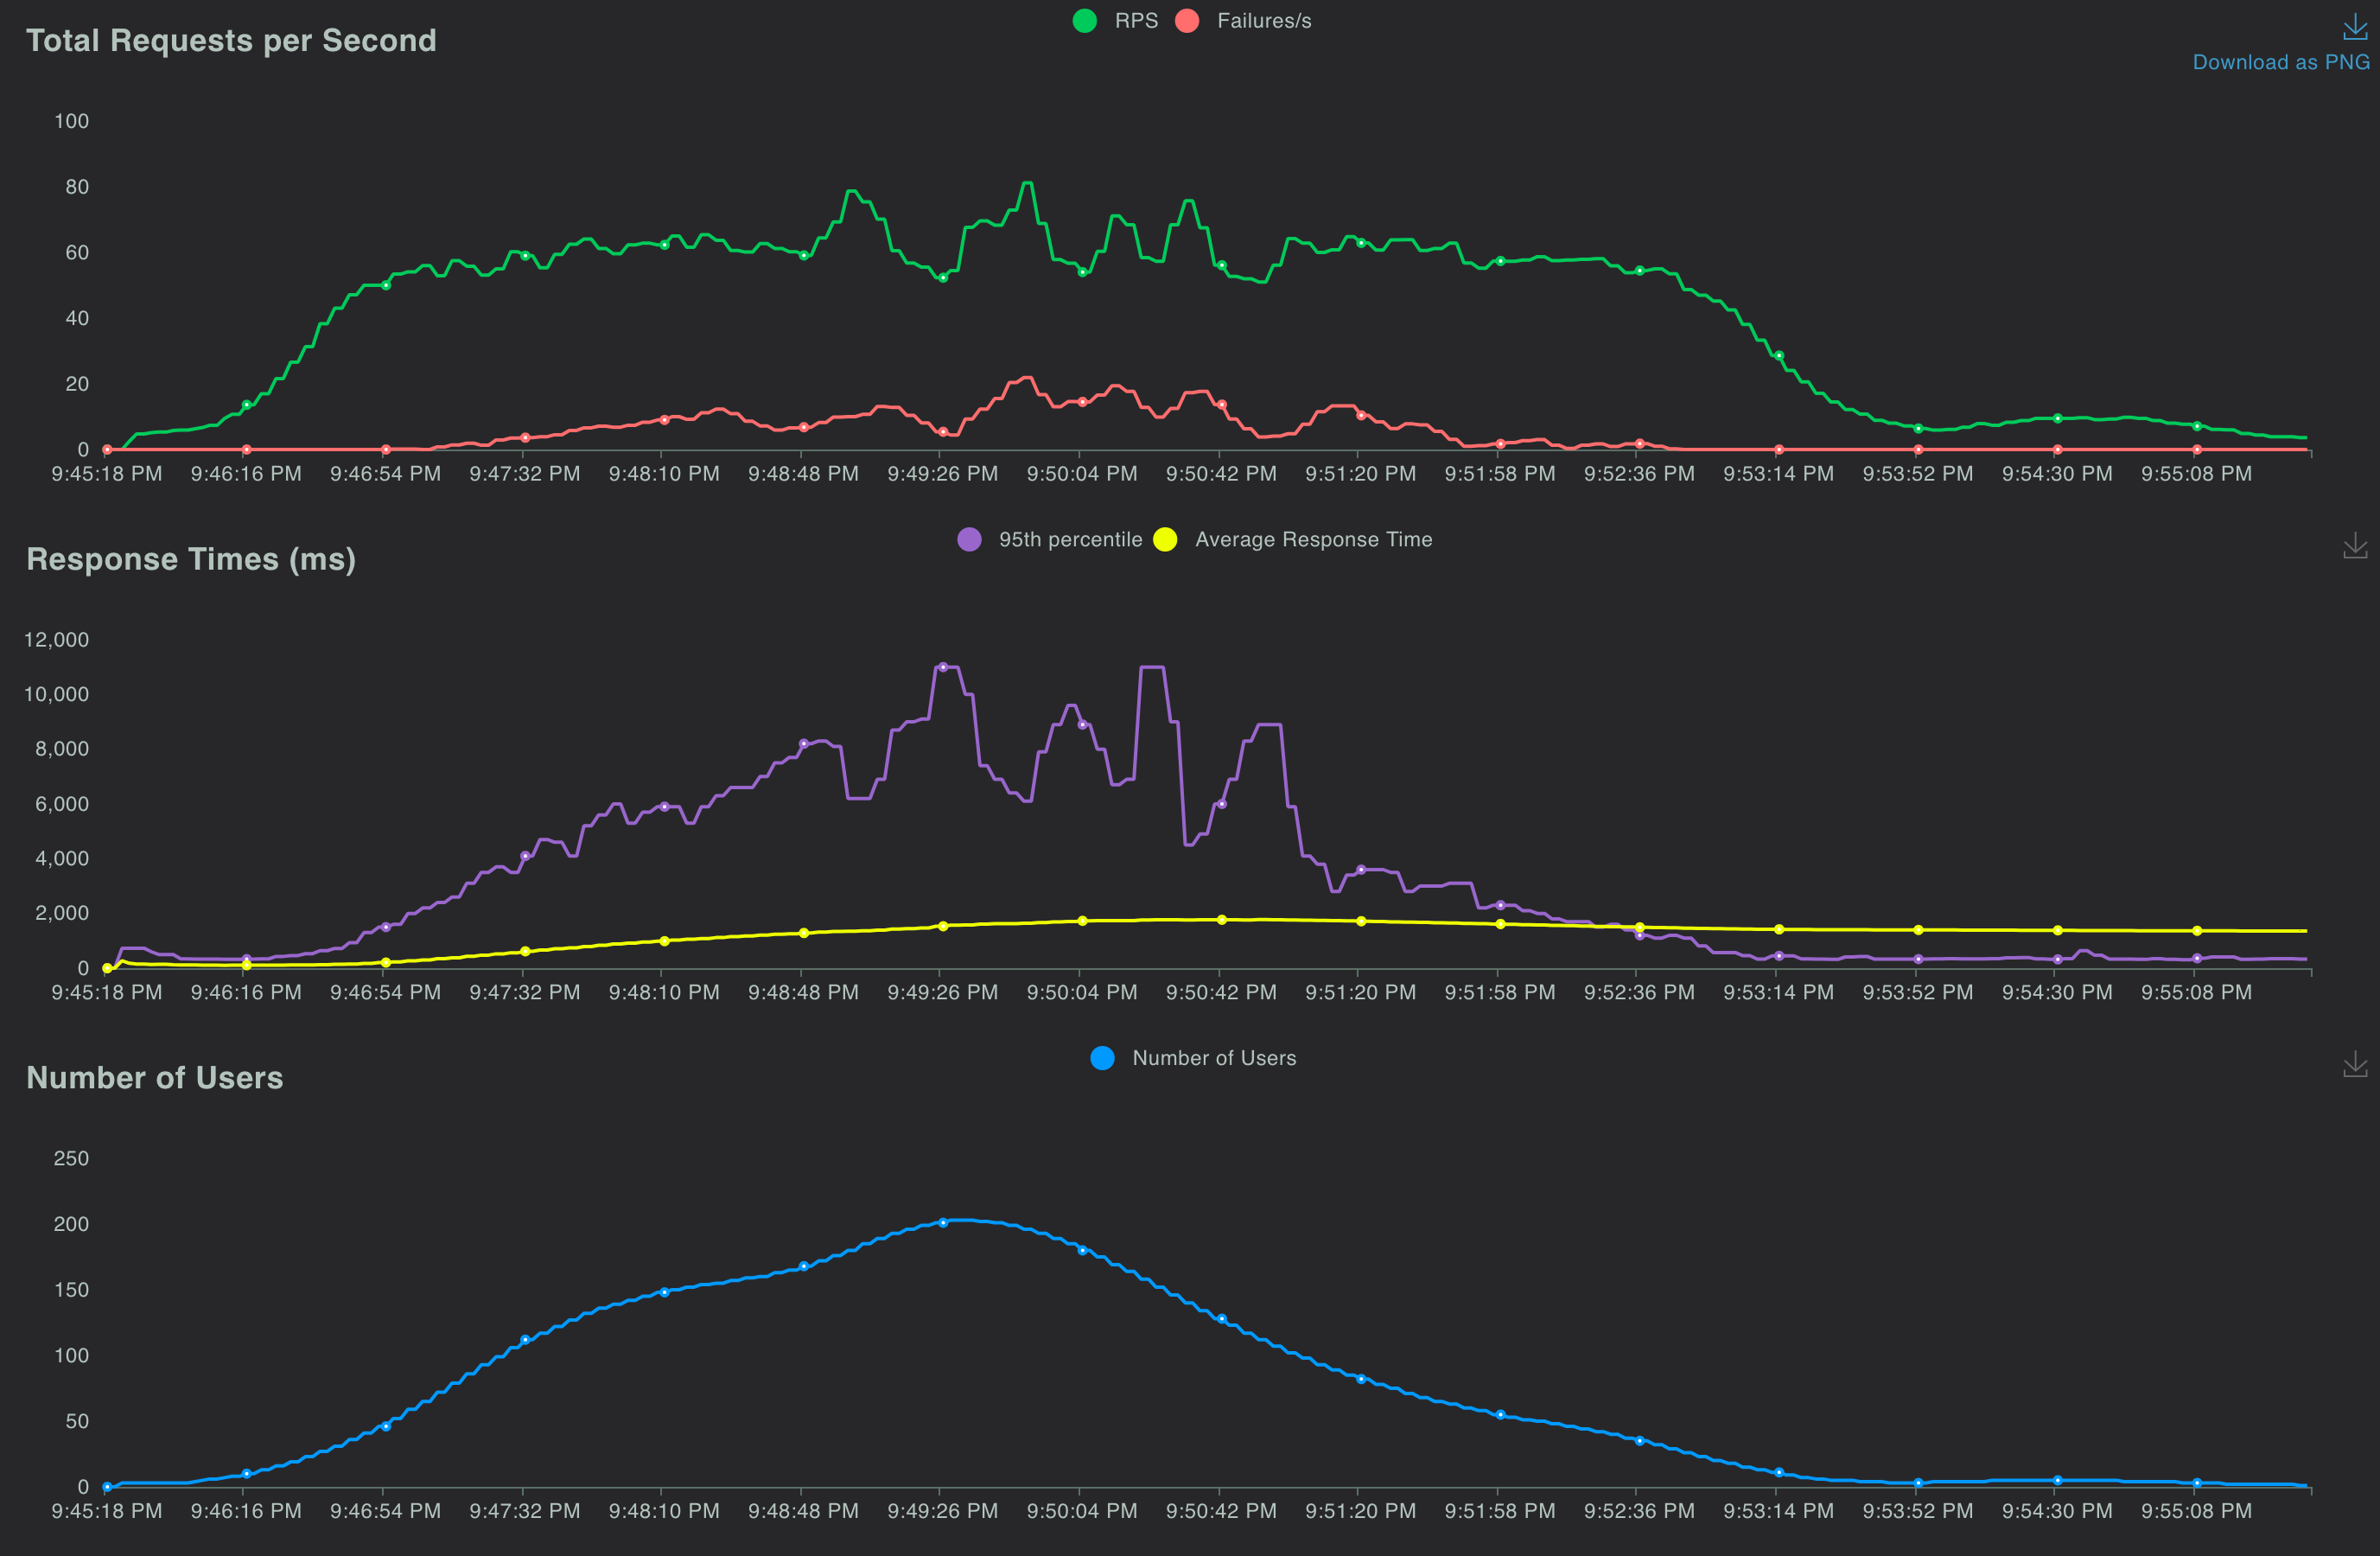 RPS Failures/s
Total Requests per Second
Download as PNG
100
80
60
40
20
0
9:45:18 PM 9:46:16 PM 9:46:54 PM 9:47:32 PM 9:48:10 PM 9:48:48 PM 9:49:26 PM 9:50:04 PM 9:50:42 PM 9:51:20 PM 9:51:58 PM 9:52:36 PM 9:53:14 PM 9:53:52 PM 9:54:30 PM 9:55:08 PM
95th percentile Average Response Time
Response Times (ms)
12,000
10,000
8,000
6,000
4,000
2,000
0
9:45:18 PM 9:46:16 PM 9:46:54 PM 9:47:32 PM 9:48:10 PM 9:48:48 PM 9:49:26 PM 9:50:04 PM 9:50:42 PM 9:51:20 PM 9:51:58 PM 9:52:36 PM 9:53:14 PM 9:53:52 PM 9:54:30 PM 9:55:08 PM
Number of Users
Number of Users
250
200
150
100
50
0
9:45:18 PM 9:46:16 PM 9:46:54 PM 9:47:32 PM 9:48:10 PM 9:48:48 PM 9:49:26 PM 9:50:04 PM 9:50:42 PM 9:51:20 PM 9:51:58 PM 9:52:36 PM 9:53:14 PM 9:53:52 PM 9:54:30 PM 9:55:08 PM